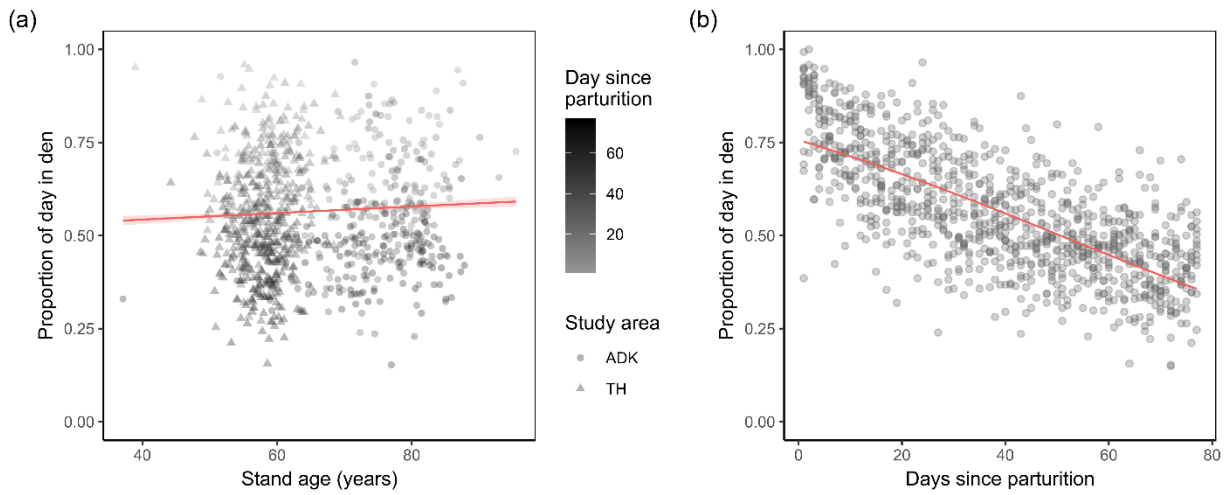 (a)
1.00
0.75
0.50
0.25
0.00
Proportion of day in den
40
60
80
Stand age (years)
Day since
parturition
60
40
20
Study area
ADK
TH
(b)
1.00
0.75
0.50
0.25
0.00
Proportion of day in den
0
20
40
60
80
Days since parturition